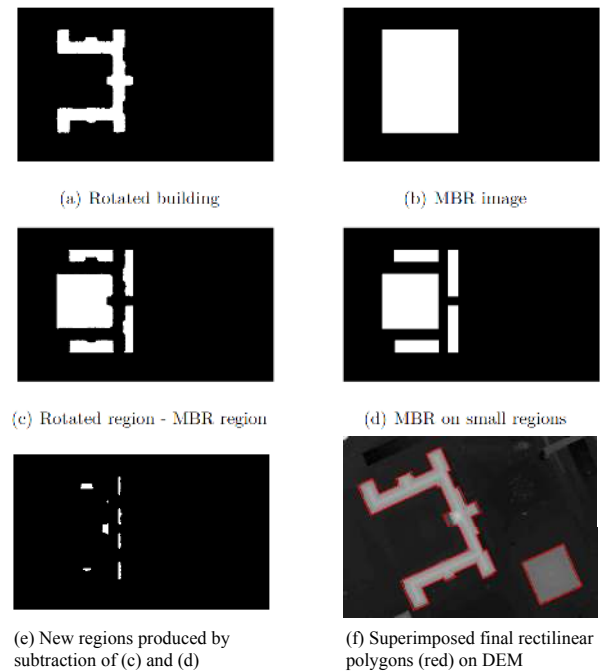 (a) Rotated building
(b) MBR image
(c) Rotated region - MBR region
(d) MBR on small regions
(e) New regions produced by
subtraction of (c) and (d)
(f) Superimposed final rectilinear
polygons (red) on DEM